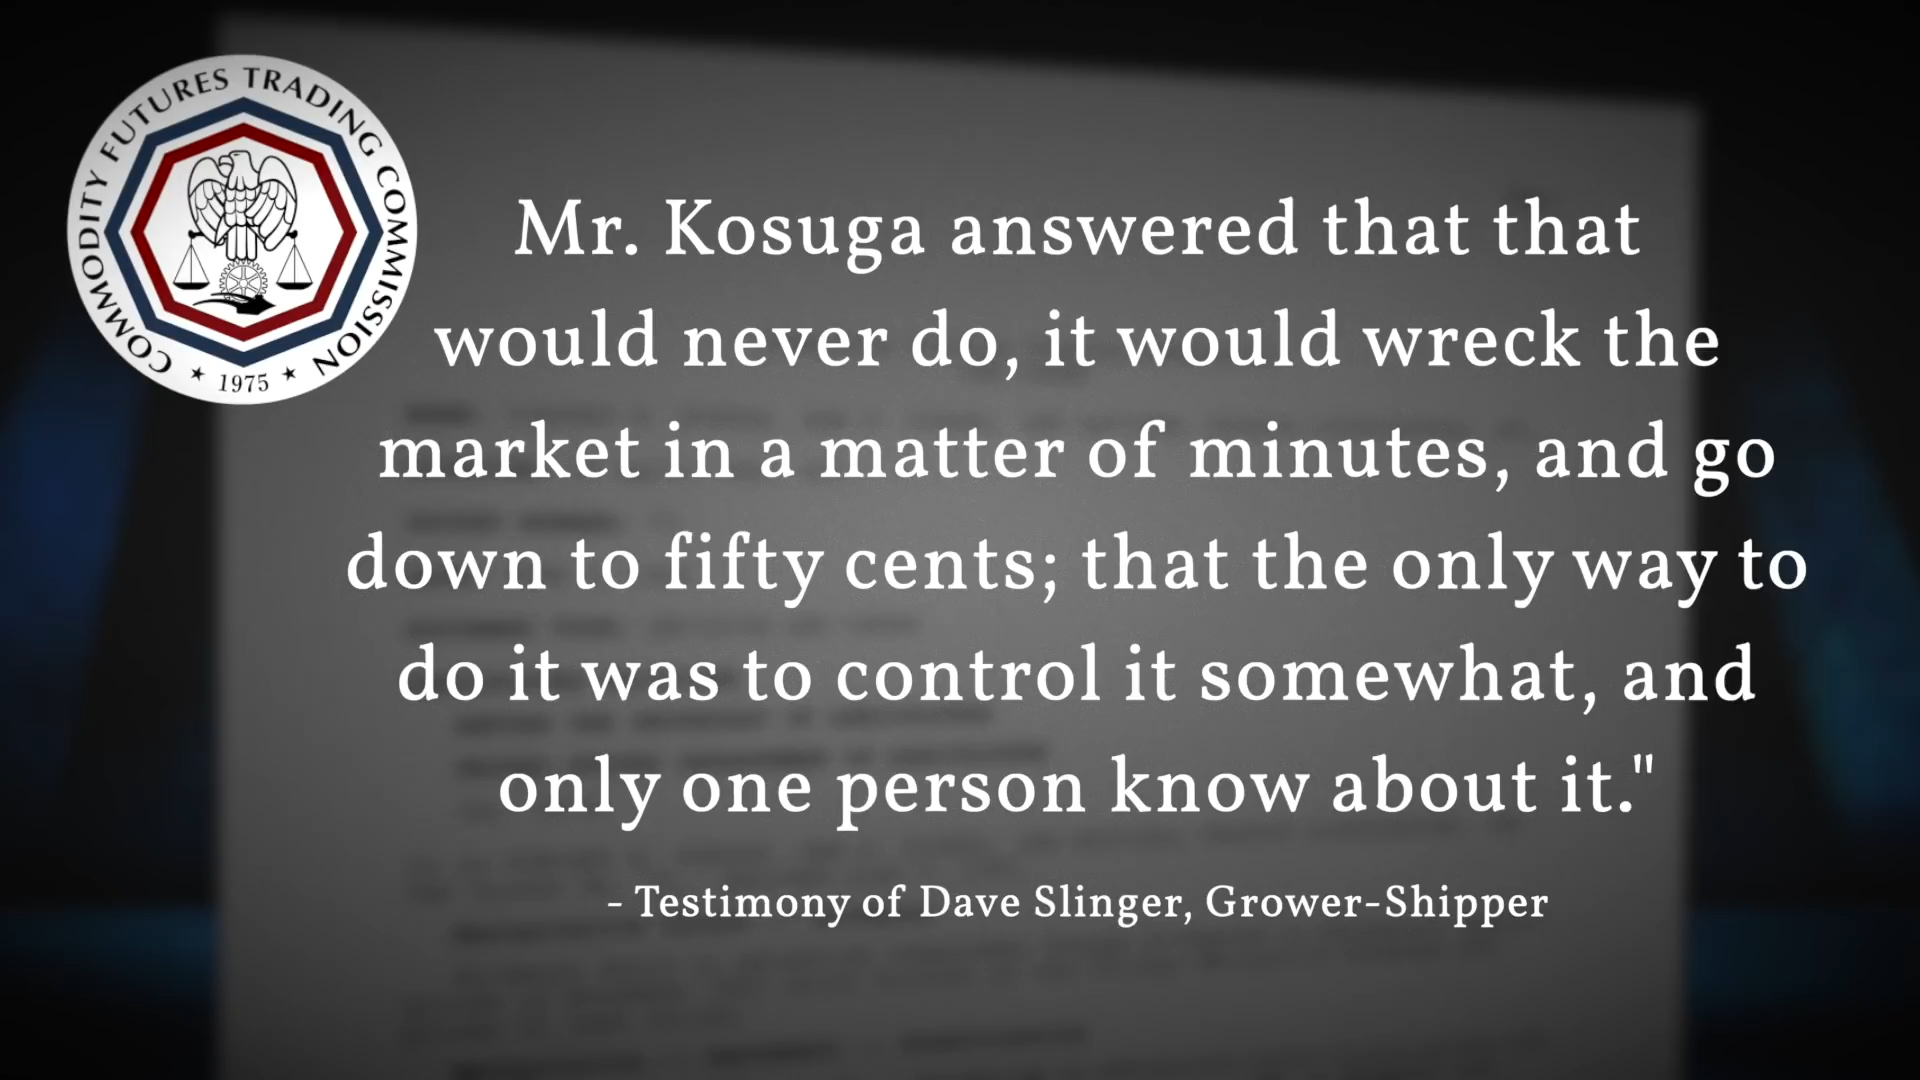 COMMODITY FUTURES TRADING COMMISSION
★ 1975 ★
Mr. Kosuga answered that that
would never do, it would wreck the
market in a matter of minutes, and go
down to fifty cents; that the only way to
do it was to control it somewhat, and
only one person know about it."
- Testimony of Dave Slinger, Grower-Shipper